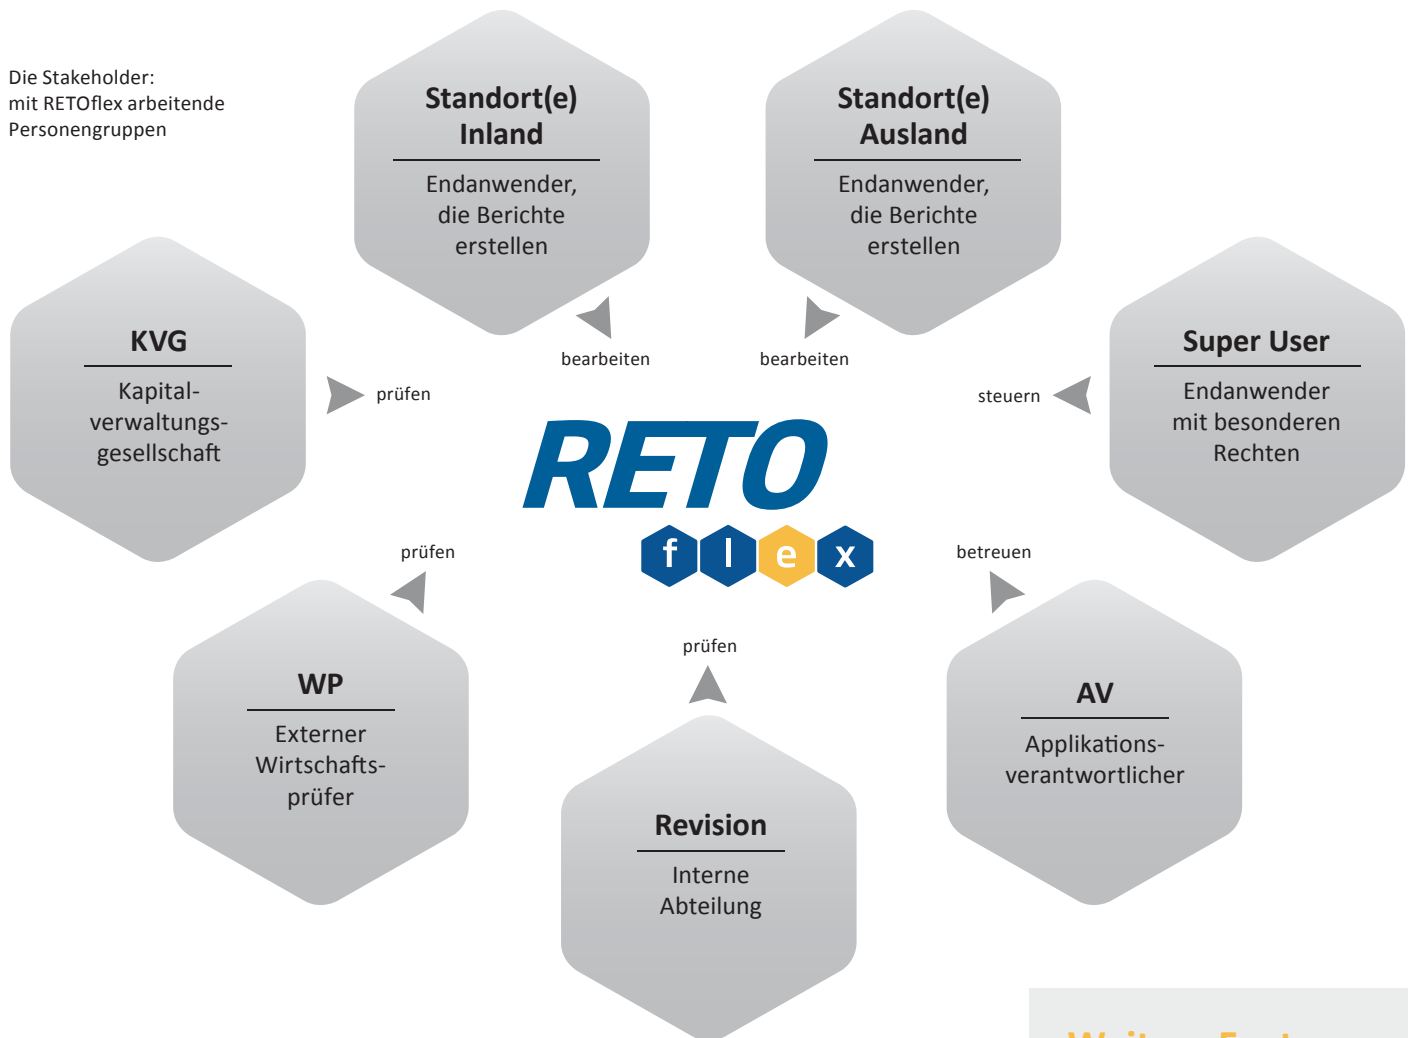 Die Stakeholder:
mit RETOflex arbeitende
Personengruppen
Standort(e)
Inland
Endanwender,
die Berichte
erstellen
Standort(e)
Ausland
Endanwender,
die Berichte
erstellen
KVG
Kapital-
verwaltungs-
gesellschaft
Super User
Endanwender
mit besonderen
Rechten
bearbeiten
bearbeiten
prüfen
steuern
RETO
flex
prüfen
betreuen
prüfen
WP
Externer
Wirtschafts-
prüfer
AV
Applikations-
verantwortlicher
Revision
Interne
Abteilung